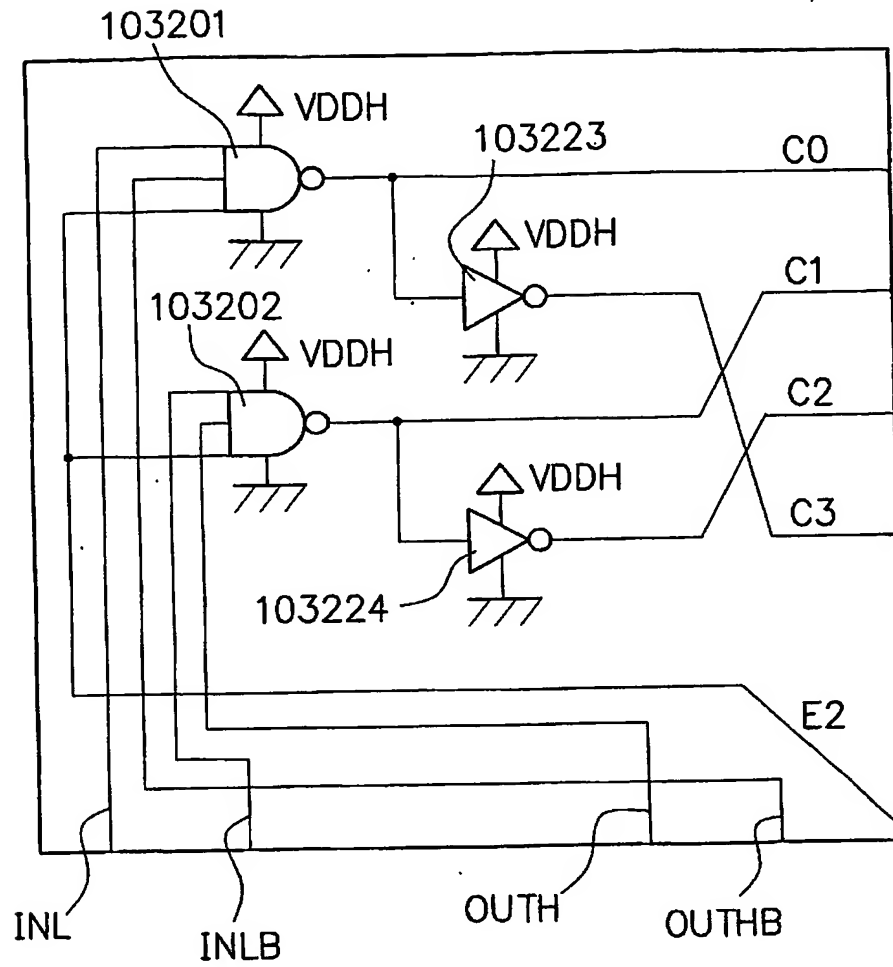 103201
VDDH
103223
C0
VDDH
C1
103202
VDDH
C2
VDDH
C3
103224
E2
INL
INLB
OUTH
OUTHB